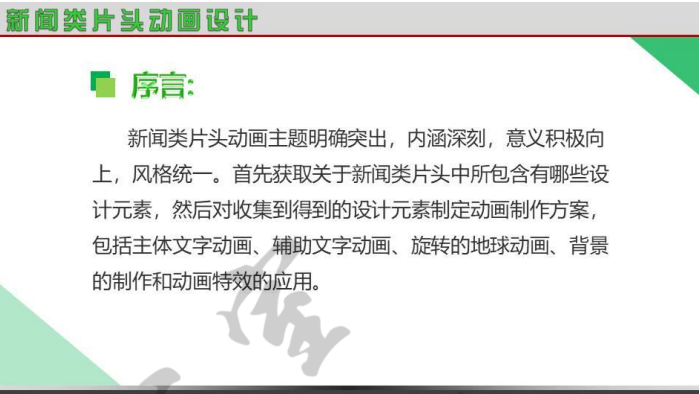 新闻类片头动画设计
序言:
新闻类片头动画主题明确突出，内涵深刻，意义积极向
上，风格统一。首先获取关于新闻类片头中所包含有哪些设
计元素，然后对收集到得到的设计元素制定动画制作方案，
包括主体文字动画、辅助文字动画、旋转的地球动画、背景
的制作和动画特效的应用。